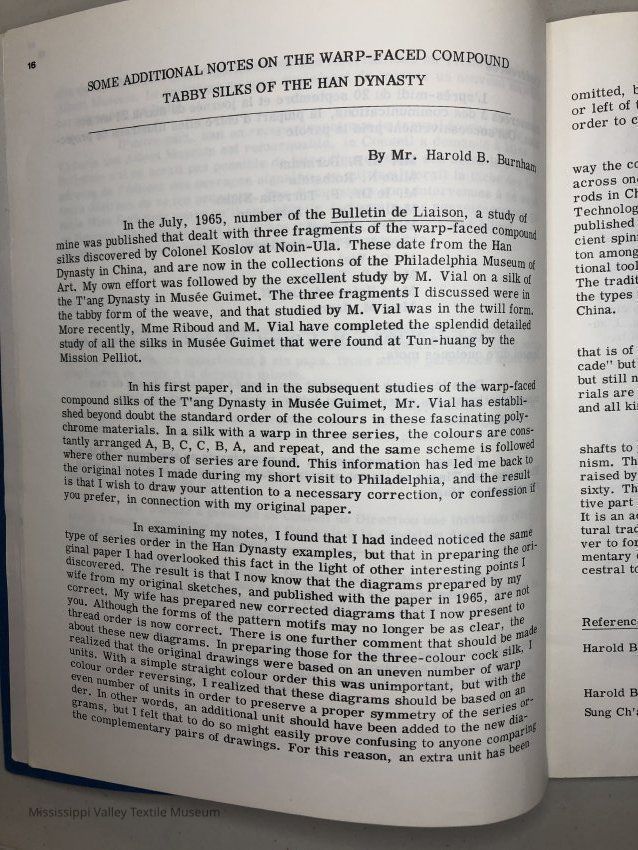 16
SOME ADDITIONAL NOTES ON THE WARP-FACED COMPOUND
TABBY SILKS OF THE HAN DYNASTY
By Mr. Harold B. Burnham
In the July, 1965, number of the Bulletin de Liaison, a study of
mine was published that dealt with three fragments of the warp-faced compound
silks discovered by Colonel Koslov at Noin-Ula. These date from the Han
Dynasty in China, and are now in the collections of the Philadelphia Museum of
Art. My own effort was followed by the excellent study by M. Vial on a silk of
the T'ang Dynasty in Musée Guimet. The three fragments I discussed were in
the tabby form of the weave, and that studied by M. Vial was in the twill form.
More recently, Mme Riboud and M. Vial have completed the splendid detailed
study of all the silks in Musée Guimet that were found at Tun-huang by the
Mission Pelliot.
In his first paper, and in the subsequent studies of the warp-faced
compound silks of the T'ang Dynasty in Musée Guimet, Mr. Vial has establi-
shed beyond doubt the standard order of the colours in these fascinating poly-
chrome materials. In a silk with a warp in three series, the colours are cons-
tantly arranged A, B, C, C, B, A, and repeat, and the same scheme is followed
where other numbers of series are found. This information has led me back to
the original notes I made during my short visit to Philadelphia, and the result
is that I wish to draw your attention to a necessary correction, or confession if
you prefer, in connection with my original paper.
In examining my notes, I found that I had indeed noticed the same
type of series order in the Han Dynasty examples, but that in preparing the ori-
ginal paper I had overlooked this fact in the light of other interesting points I
discovered. The result is that I now know that the diagrams prepared by my
wife from my original sketches, and published with the paper in 1965, are not
correct. My wife has prepared new corrected diagrams that I now present to
you. Although the forms of the pattern motifs may no longer be as clear, the
thread order is now correct. There is one further comment that should be made
about these new diagrams. In preparing those for the three-colour cock silk, I
realized that the original drawings were based on an uneven number of warp
units. With a simple straight colour order this was unimportant, but with the
colour order reversing, I realized that these diagrams should be based on an
even number of units in order to preserve a proper symmetry of the series or-
der. In other words, an additional unit should have been added to the new dia-
grams, but I felt that to do so might easily prove confusing to anyone comparing
the complementary pairs of drawings. For this reason, an extra unit has been
omitted, b
or left of
order to c
way the co
across on
rods in Ch
Technolog
published
cient spin
ton among
tional tool
The tradit
the types
China.
that is of
cade" but
but still n
rials are
and all ki
shafts to
nism. Th
raised by
sixty. Th
tive part
It is an ac
tural trad
ver to for
mentary
cestral to
Referenc
Harold B
Harold B
Sung Ch'
Mississippi Valley Textile Museum